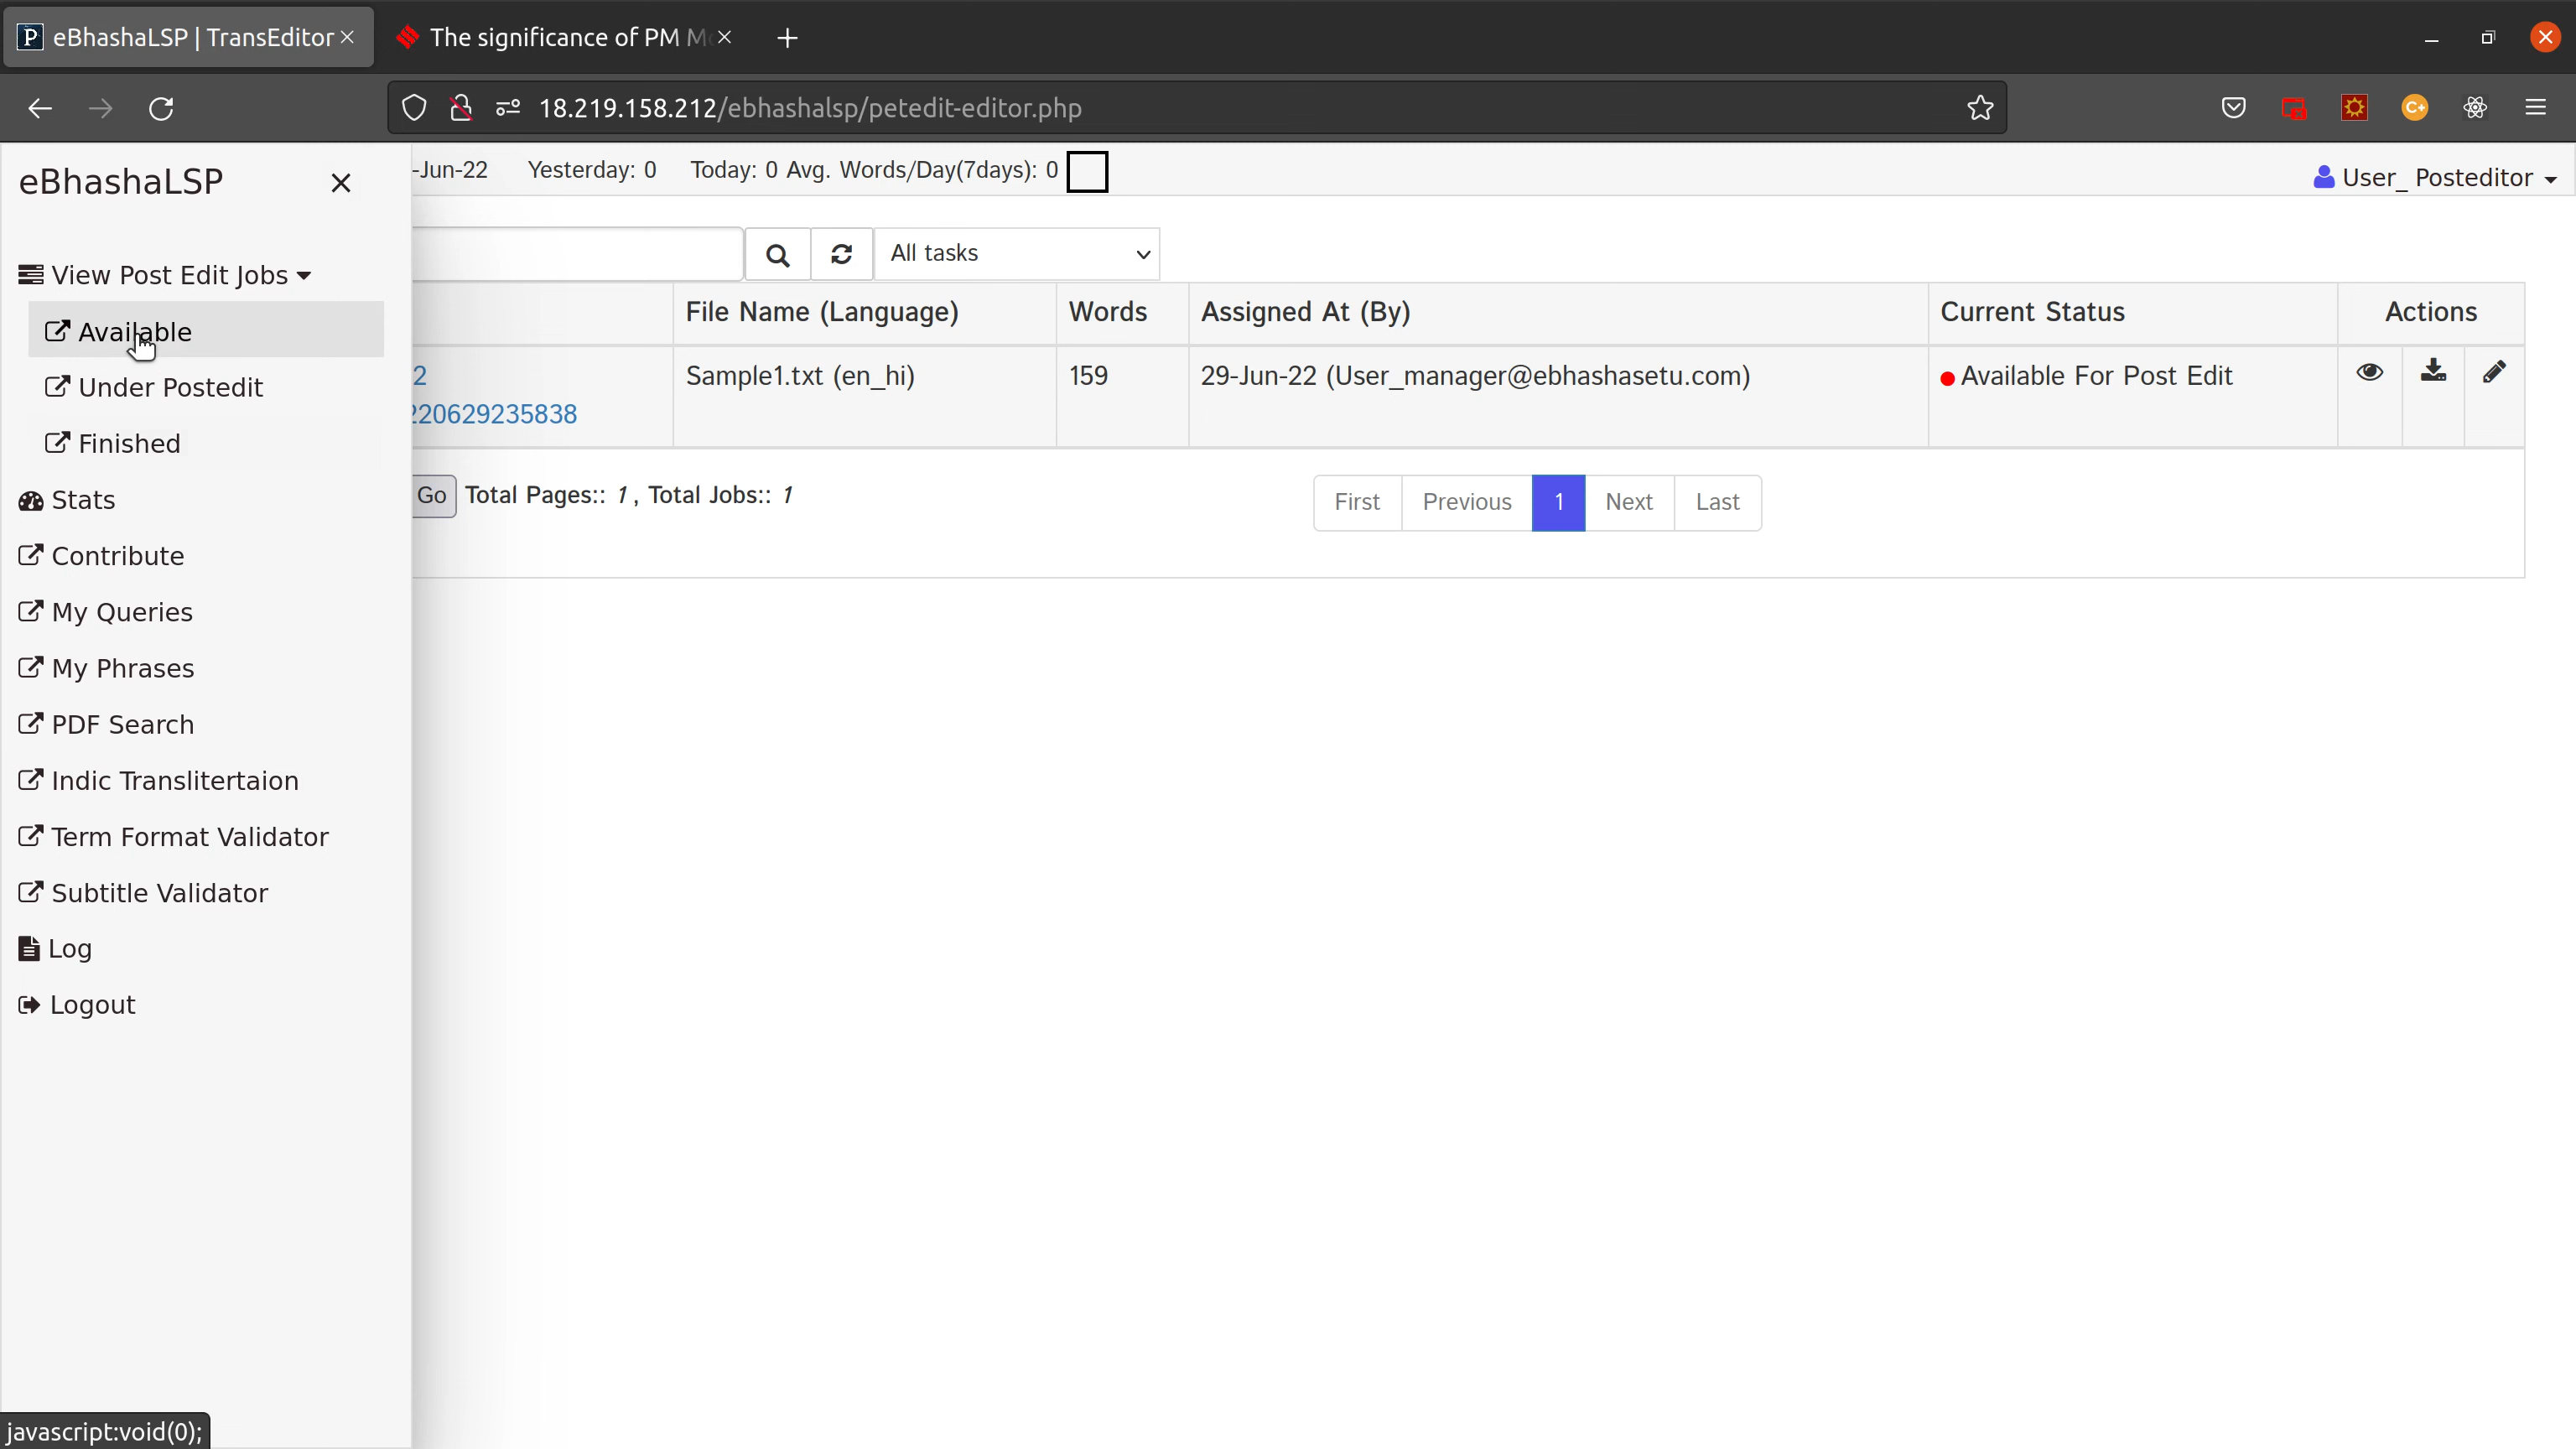 eBhashaLSP | TransEditor
The significance of PM
18.219.158.212/ebhashalsp/petedit-editor.php
eBhashaLSP
-Jun-22 Yesterday: 0 Today: 0 Avg. Words/Day(7days): 0
User_ Posteditor
All tasks
View Post Edit Jobs
Available
Under Postedit
Finished
Stats
Contribute
My Queries
My Phrases
PDF Search
Indic Translitertaion
Term Format Validator
Subtitle Validator
Log
Logout
File Name (Language) Words Assigned At (By) Current Status Actions
2 Sample1.txt (en_hi) 159 29-Jun-22 (User_manager@ebhashasetu.com) Available For Post Edit
220629235838
Go Total Pages:: 1 , Total Jobs:: 1
First Previous 1 Next Last
javascript:void(0);